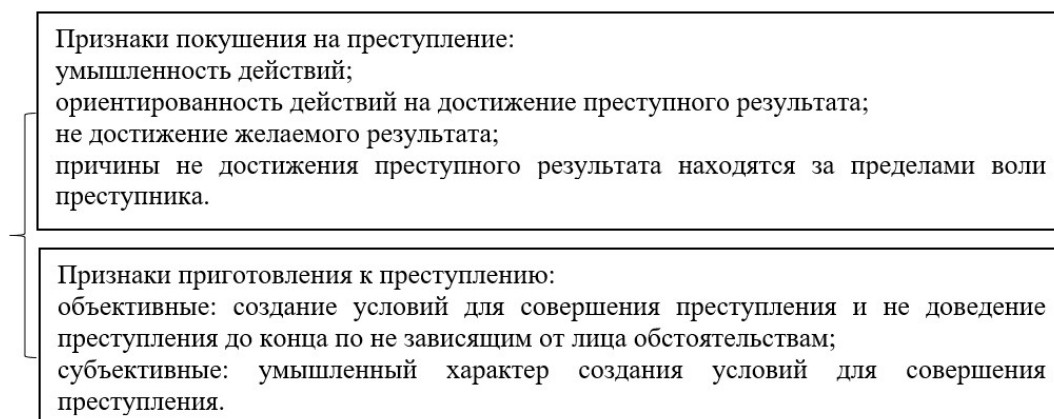 Признаки покушения на преступление:
умышленность действий;
ориентированность действий на достижение преступного результата;
не достижение желаемого результата;
причины не достижения преступного результата находятся за пределами воли
преступника.
Признаки приготовления к преступлению:
объективные: создание условий для совершения преступления и не доведение
преступления до конца по не зависящим от лица обстоятельствам;
субъективные: умышленный характер создания условий для совершения
преступления.